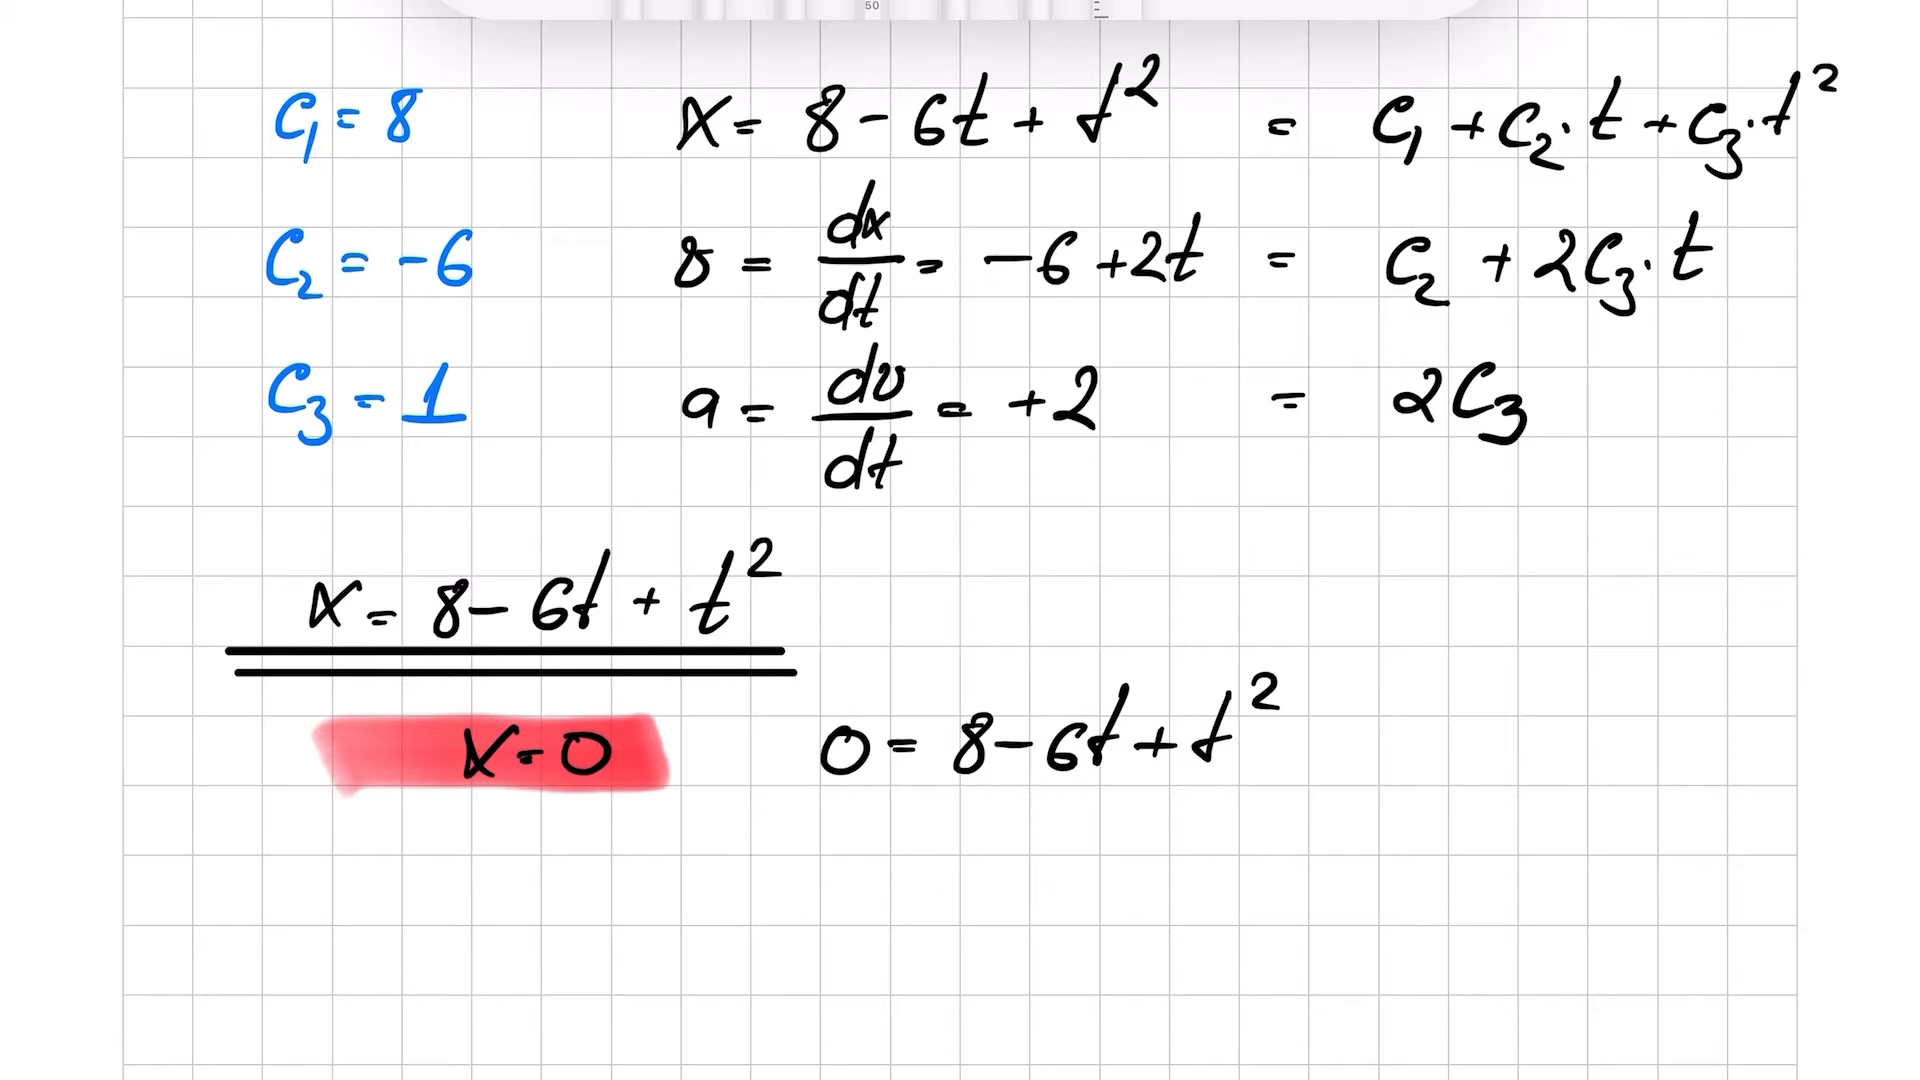 50
C₁ = 8    x = 8 - 6t + t² = C₁ + C₂ · t + C₃ · t²
C₂ = -6    v = dx/dt = -6 + 2t = C₂ + 2C₃ · t
C₃ = 1    a = dv/dt = +2 = 2C₃
x = 8 - 6t + t²
x = 0    0 = 8 - 6t + t²